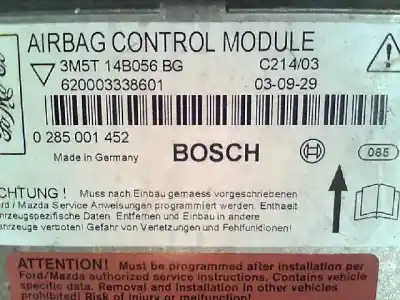 AIRBAG CONTROL MODULE
3M5T 14B056 BG C214/03
620003338601 03-09-29
0 285 001 452
Made in Germany BOSCH 085
CHTUNG! Muss nach Einbau gemaess vorgeschriebenen
ord / Mazda Service Anweisungen programmiert werden. Enthaelt
ahrzeugspezifische Daten. Entfernen und Einbau in andere
ahrzeuge verboten! Gefahr von Verletzungen und Fehlfunktionen!
ATTENTION! Must be programmed after installation per
Ford/Mazda authorized service instructions. Contains vehicle
specific data. Removal and installation in other vehicles
prohibited! Risk of injury or malfunction!